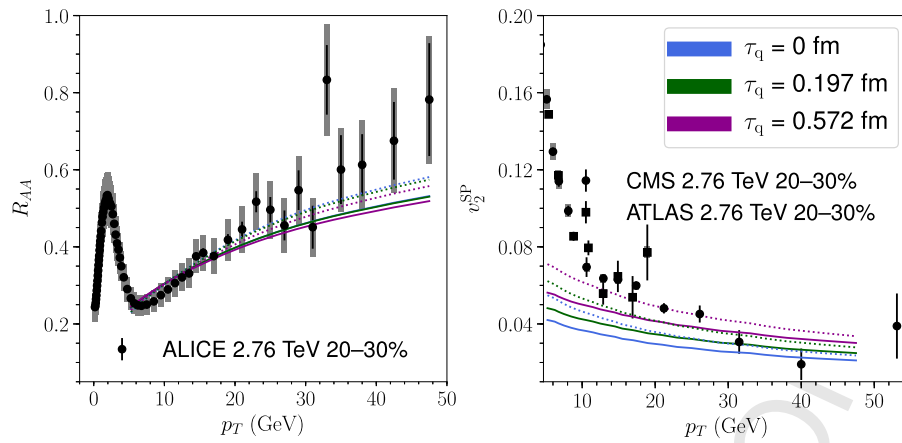 1.0
0.8
0.6
0.4
0.2
R_{AA}
0 10 20 30 40 50
p_T (GeV)
ALICE 2.76 TeV 20–30%
0.20
0.16
0.12
0.08
0.04
v_2^{SP}
10 20 30 40 50
p_T (GeV)
τ_q = 0 fm
τ_q = 0.197 fm
τ_q = 0.572 fm
CMS 2.76 TeV 20–30%
ATLAS 2.76 TeV 20–30%